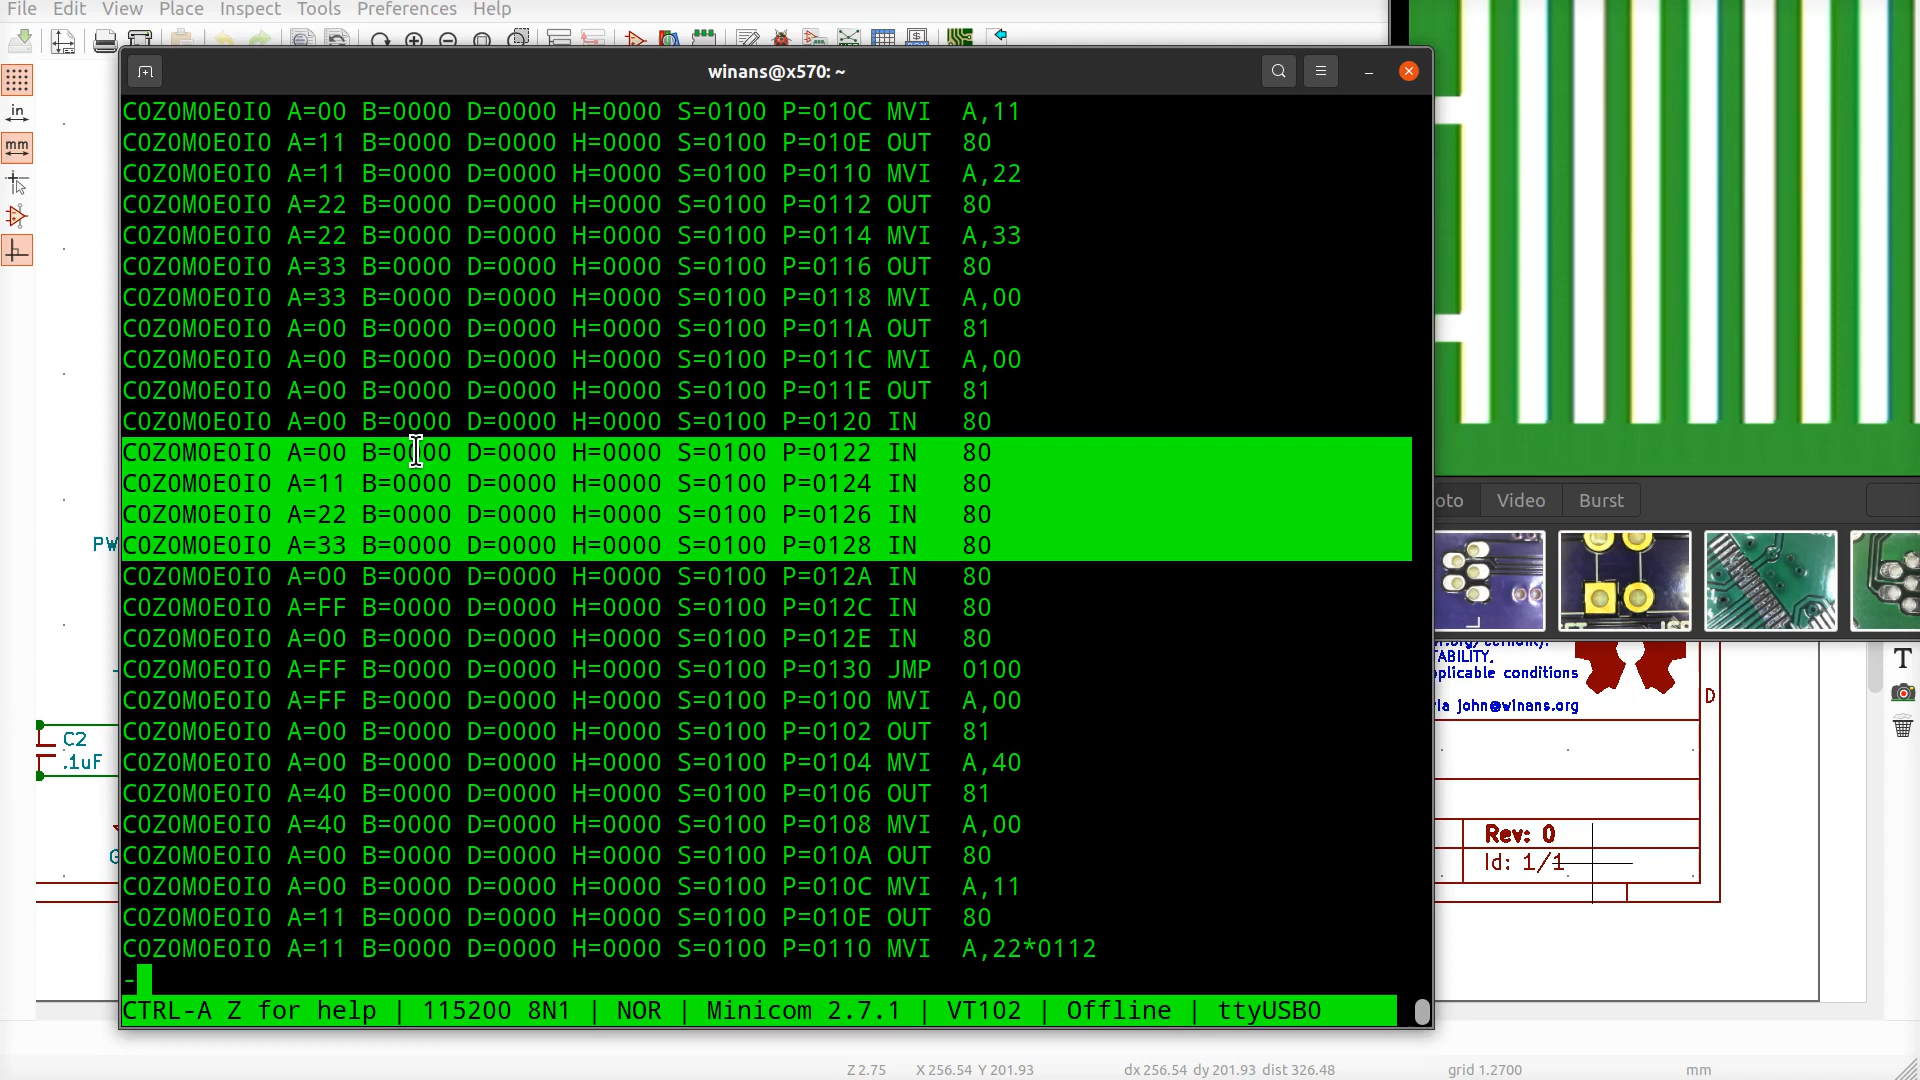 File Edit View Place Inspect Tools Preferences Help
winans@x570: ~
in
mm
C0Z0M0E0I0 A=00 B=0000 D=0000 H=0000 S=0100 P=010C MVI A,11
C0Z0M0E0I0 A=11 B=0000 D=0000 H=0000 S=0100 P=010E OUT 80
C0Z0M0E0I0 A=11 B=0000 D=0000 H=0000 S=0100 P=0110 MVI A,22
C0Z0M0E0I0 A=22 B=0000 D=0000 H=0000 S=0100 P=0112 OUT 80
C0Z0M0E0I0 A=22 B=0000 D=0000 H=0000 S=0100 P=0114 MVI A,33
C0Z0M0E0I0 A=33 B=0000 D=0000 H=0000 S=0100 P=0116 OUT 80
C0Z0M0E0I0 A=33 B=0000 D=0000 H=0000 S=0100 P=0118 MVI A,00
C0Z0M0E0I0 A=00 B=0000 D=0000 H=0000 S=0100 P=011A OUT 81
C0Z0M0E0I0 A=00 B=0000 D=0000 H=0000 S=0100 P=011C MVI A,00
C0Z0M0E0I0 A=00 B=0000 D=0000 H=0000 S=0100 P=011E OUT 81
C0Z0M0E0I0 A=00 B=0000 D=0000 H=0000 S=0100 P=0120 IN 80
C0Z0M0E0I0 A=00 B=0000 D=0000 H=0000 S=0100 P=0122 IN 80
C0Z0M0E0I0 A=11 B=0000 D=0000 H=0000 S=0100 P=0124 IN 80
C0Z0M0E0I0 A=22 B=0000 D=0000 H=0000 S=0100 P=0126 IN 80
C0Z0M0E0I0 A=33 B=0000 D=0000 H=0000 S=0100 P=0128 IN 80
C0Z0M0E0I0 A=00 B=0000 D=0000 H=0000 S=0100 P=012A IN 80
C0Z0M0E0I0 A=FF B=0000 D=0000 H=0000 S=0100 P=012C IN 80
C0Z0M0E0I0 A=00 B=0000 D=0000 H=0000 S=0100 P=012E IN 80
C0Z0M0E0I0 A=FF B=0000 D=0000 H=0000 S=0100 P=0130 JMP 0100
C0Z0M0E0I0 A=FF B=0000 D=0000 H=0000 S=0100 P=0100 MVI A,00
C0Z0M0E0I0 A=00 B=0000 D=0000 H=0000 S=0100 P=0102 OUT 81
C0Z0M0E0I0 A=00 B=0000 D=0000 H=0000 S=0100 P=0104 MVI A,40
C0Z0M0E0I0 A=40 B=0000 D=0000 H=0000 S=0100 P=0106 OUT 81
C0Z0M0E0I0 A=40 B=0000 D=0000 H=0000 S=0100 P=0108 MVI A,00
C0Z0M0E0I0 A=00 B=0000 D=0000 H=0000 S=0100 P=010A OUT 80
C0Z0M0E0I0 A=00 B=0000 D=0000 H=0000 S=0100 P=010C MVI A,11
C0Z0M0E0I0 A=11 B=0000 D=0000 H=0000 S=0100 P=010E OUT 80
C0Z0M0E0I0 A=11 B=0000 D=0000 H=0000 S=0100 P=0110 MVI A,22*0112
-
CTRL-A Z for help | 115200 8N1 | NOR | Minicom 2.7.1 | VT102 | Offline | ttyUSB0
PW
C2
.1uF
G
oto Video Burst
TABILITY.
plicable conditions
ia john@winans.org
D
Rev: 0
Id: 1/1
T
Z 2.75 X 256.54 Y 201.93 dx 256.54 dy 201.93 dist 326.48 grid 1.2700 mm